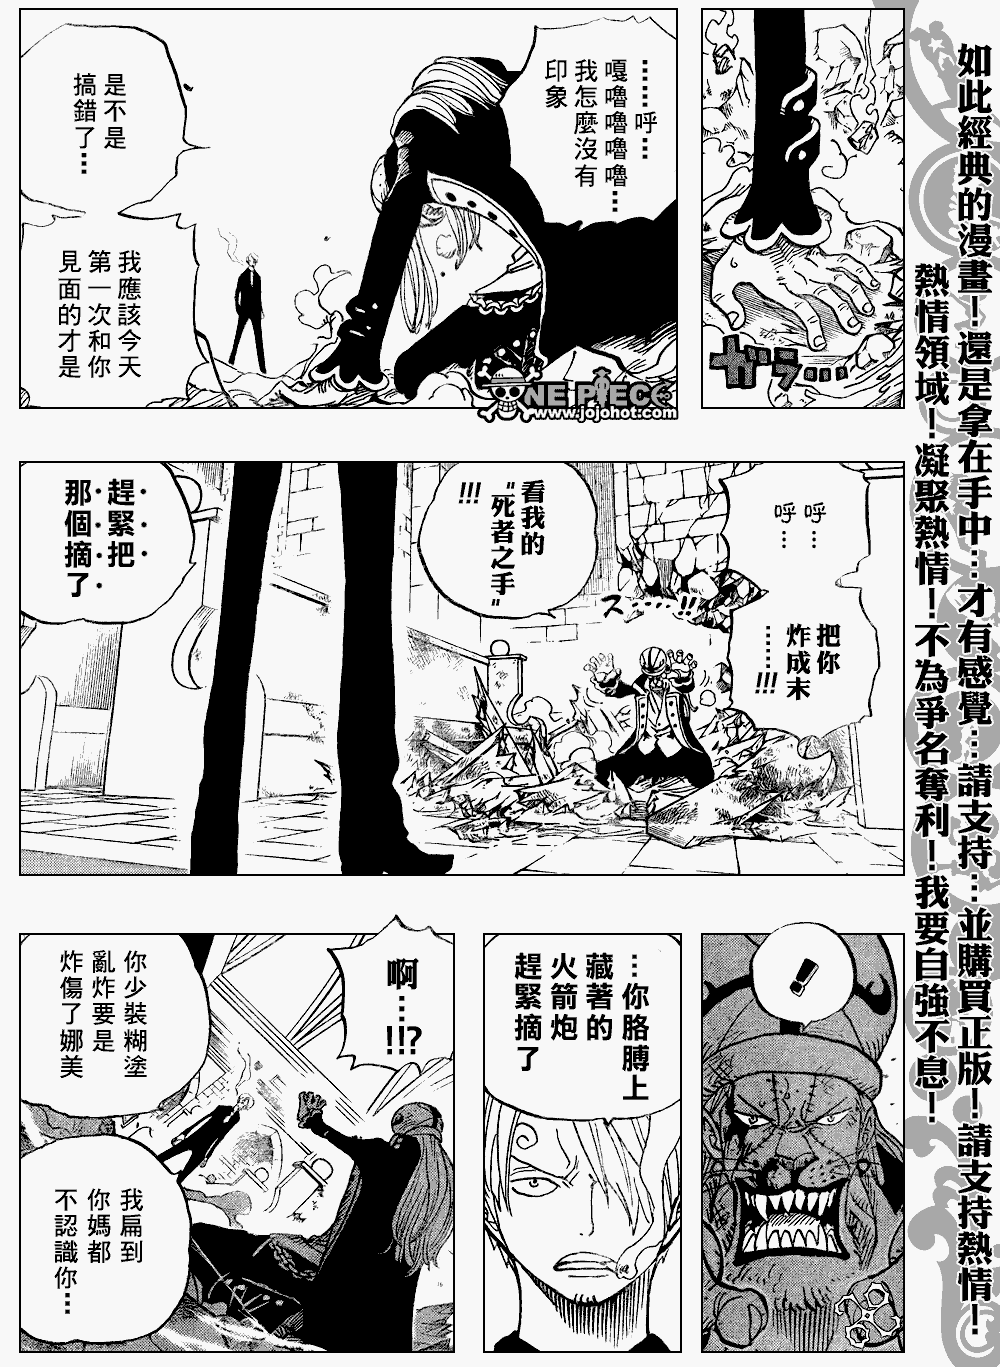 如此經典的漫畫！還是拿在手中…才有感覺…請支持…並購買正版！請支持熱情！
熱情領域！凝聚熱情！不為爭名奪利！我要自強不息！
ガラ…
……呼…
嘎嚕嚕嚕嚕…
我怎麼沒有
印象
是不是
搞錯了…
我應該今天
第一次和你
見面的才是
ONE PIECE
www.jojohot.com
呼…
呼…
把你
炸成末
……!!!
看我的
"死者之手"
!!!
ス……!!
趕緊把
那個摘了
!
…你胳膊上
藏著的
火箭炮
趕緊摘了
啊…
!!?
你少裝糊塗
亂炸要是
炸傷了娜美
我扁到
你媽都
不認識你…
©